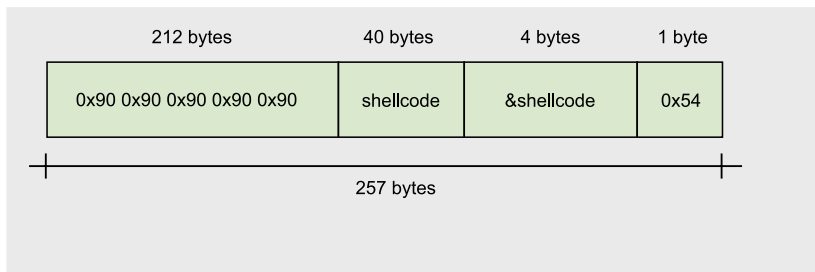 212 bytes 40 bytes 4 bytes 1 byte
0x90 0x90 0x90 0x90 0x90 shellcode &shellcode 0x54
257 bytes